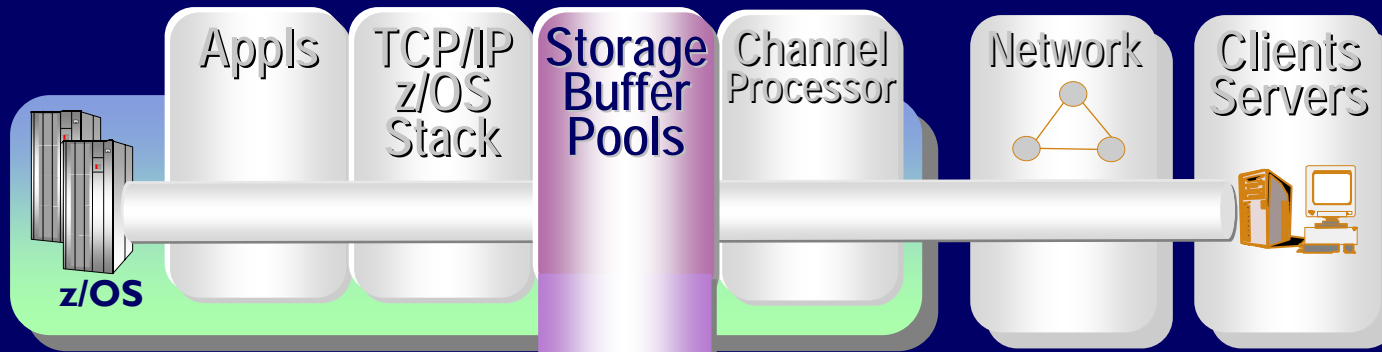 Appls
TCP/IP
z/OS
Stack
Storage
Buffer
Pools
Channel
Processor
Network
Clients
Servers
z/OS